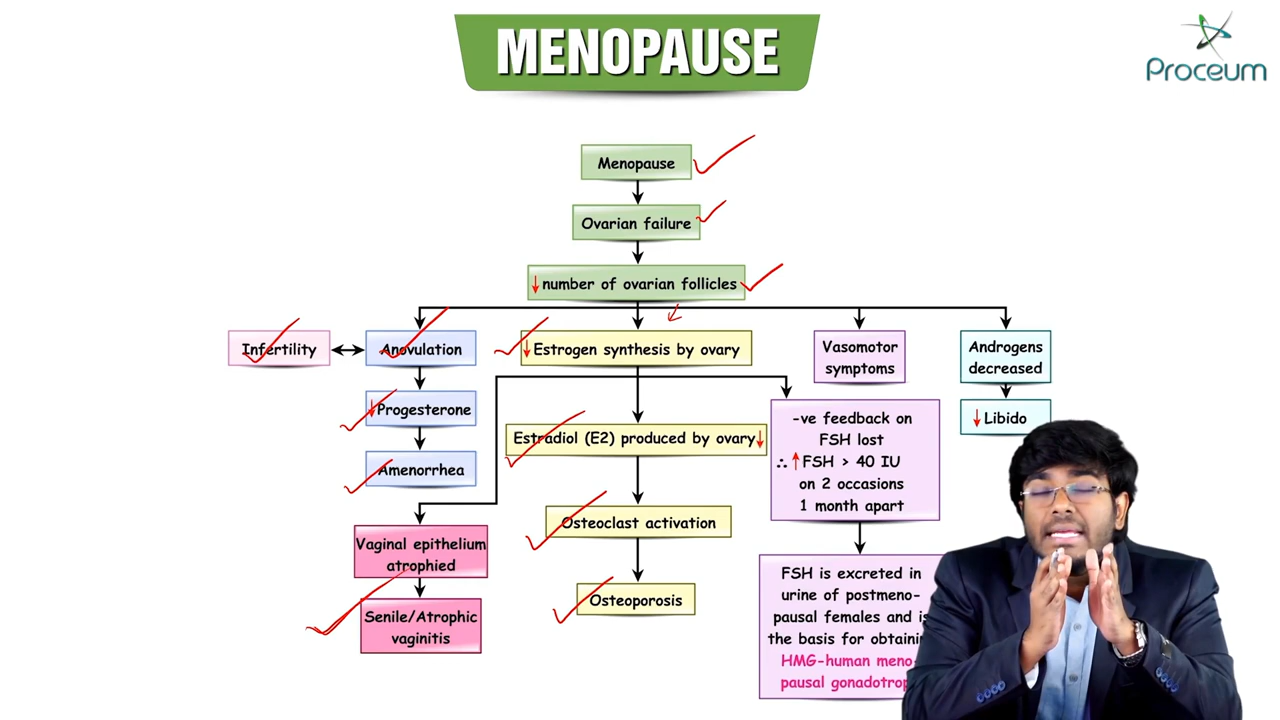 MENOPAUSE
Proceum
Menopause
Ovarian failure
↓ number of ovarian follicles
Infertility
Anovulation
↓ Estrogen synthesis by ovary
Vasomotor
symptoms
Androgens
decreased
↓ Progesterone
Amenorrhea
Estradiol (E2) produced by ovary ↓
-ve feedback on
FSH lost
∴ ↑ FSH > 40 IU
on 2 occasions
1 month apart
↓ Libido
Osteoclast activation
Vaginal epithelium
atrophied
Osteoporosis
Senile/Atrophic
vaginitis
FSH is excreted in
urine of postmeno-
pausal females and
the basis for
HMG-human meno-
pausal